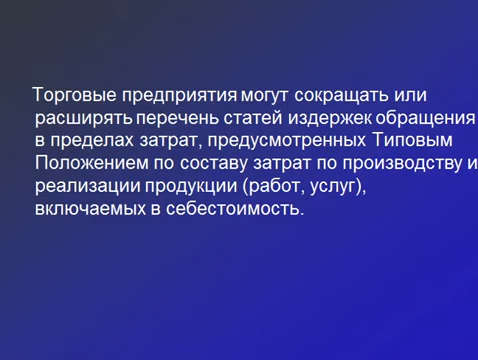 Торговые предприятия могут сокращать или
расширять перечень статей издержек обращения
в пределах затрат, предусмотренных Типовым
Положением по составу затрат по производству и
реализации продукции (работ, услуг),
включаемых в себестоимость.